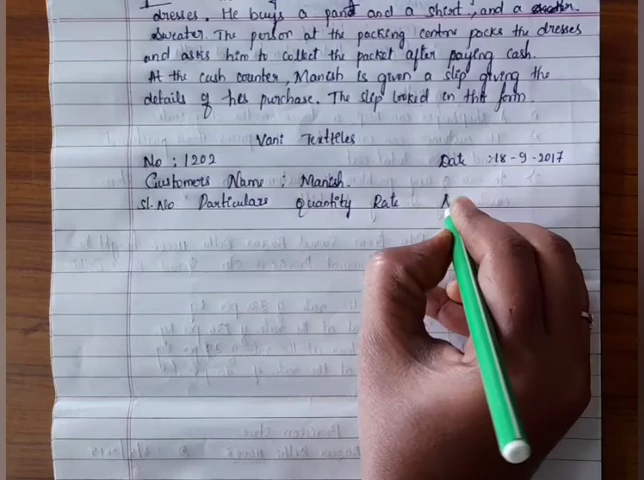 dresses. He buys a pant and a shirt, and a
sweater. The person at the packing centre packs the dresses
and asks him to collect the packet after paying cash.
At the cash counter, Manish is given a slip giving the
details of his purchase. The slip looked in this form.
Vani Textiles
No : 1202 Date : 18-9-2017
Customers Name : Manish.
Sl.No Particulars Quantity Rate A